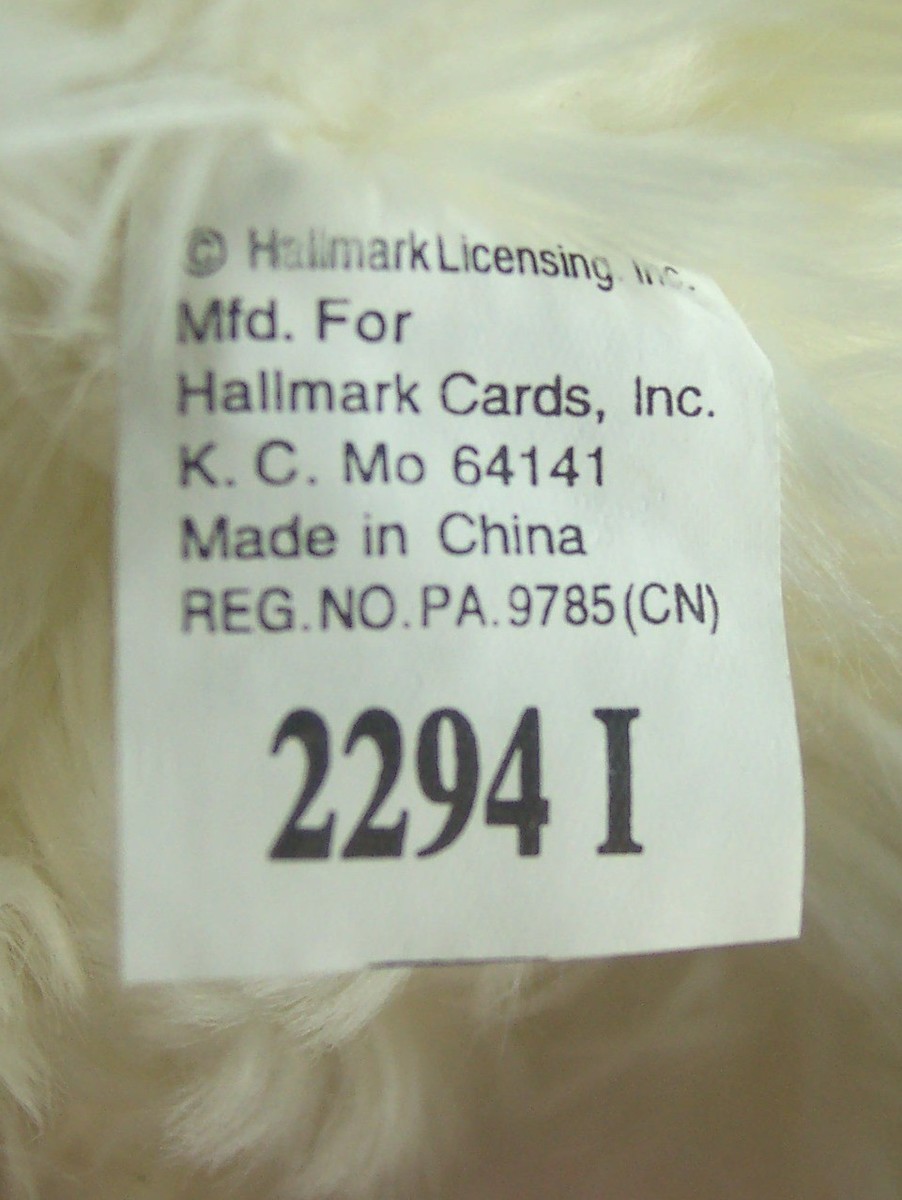 © Hallmark Licensing, Inc.
Mfd. For
Hallmark Cards, Inc.
K. C. Mo 64141
Made in China
REG.NO.PA.9785(CN)
2294 I